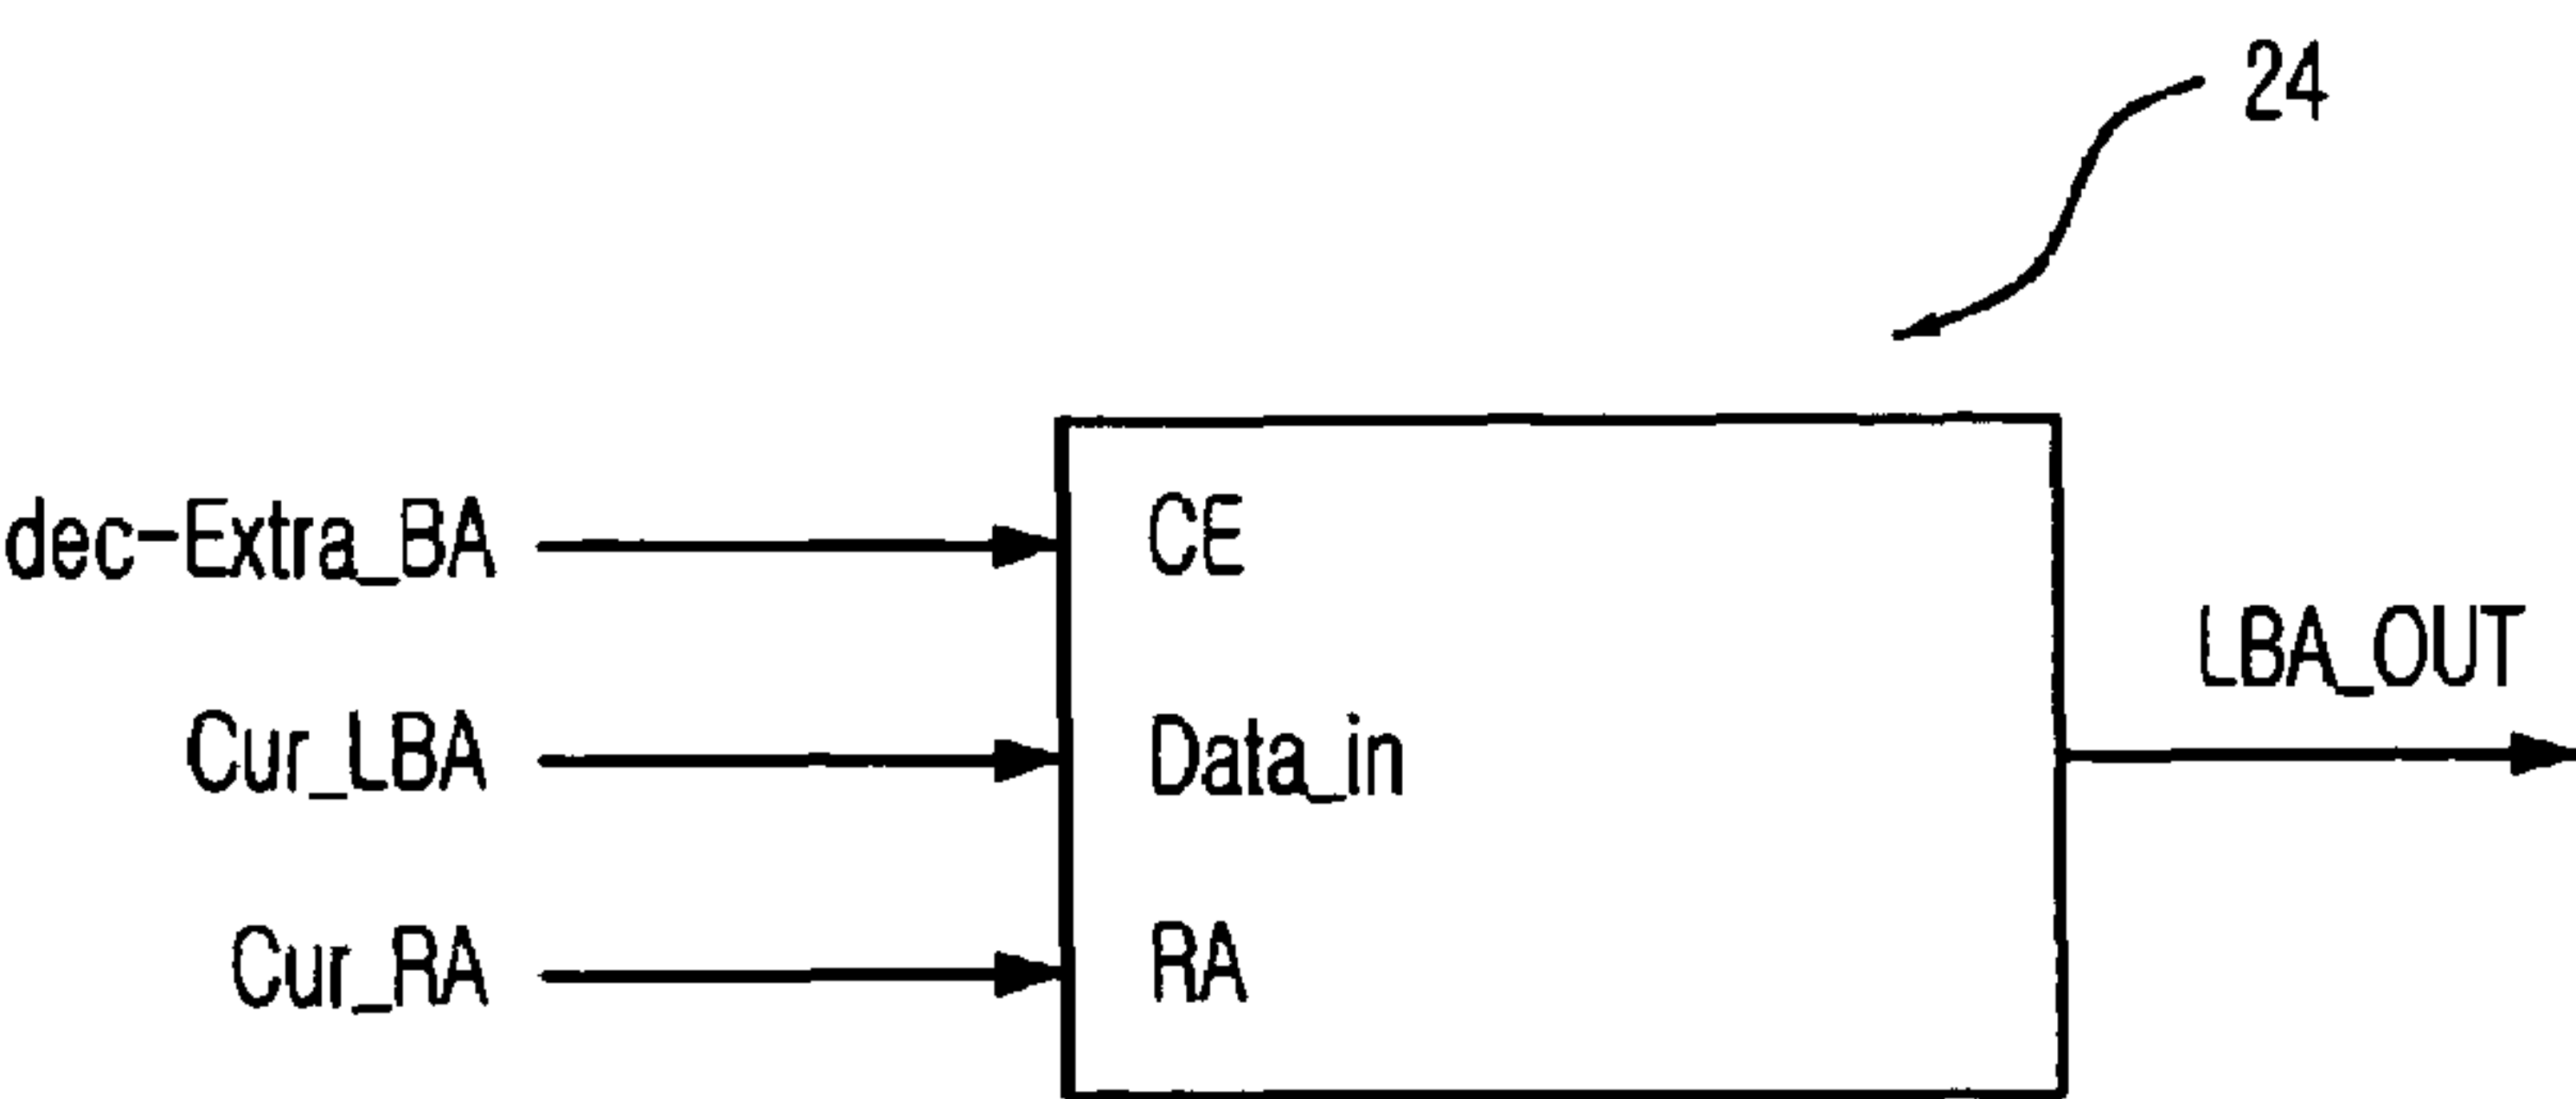 24
dec-Extra_BA
CE
LBA_OUT
Cur_LBA
Data_in
Cur_RA
RA